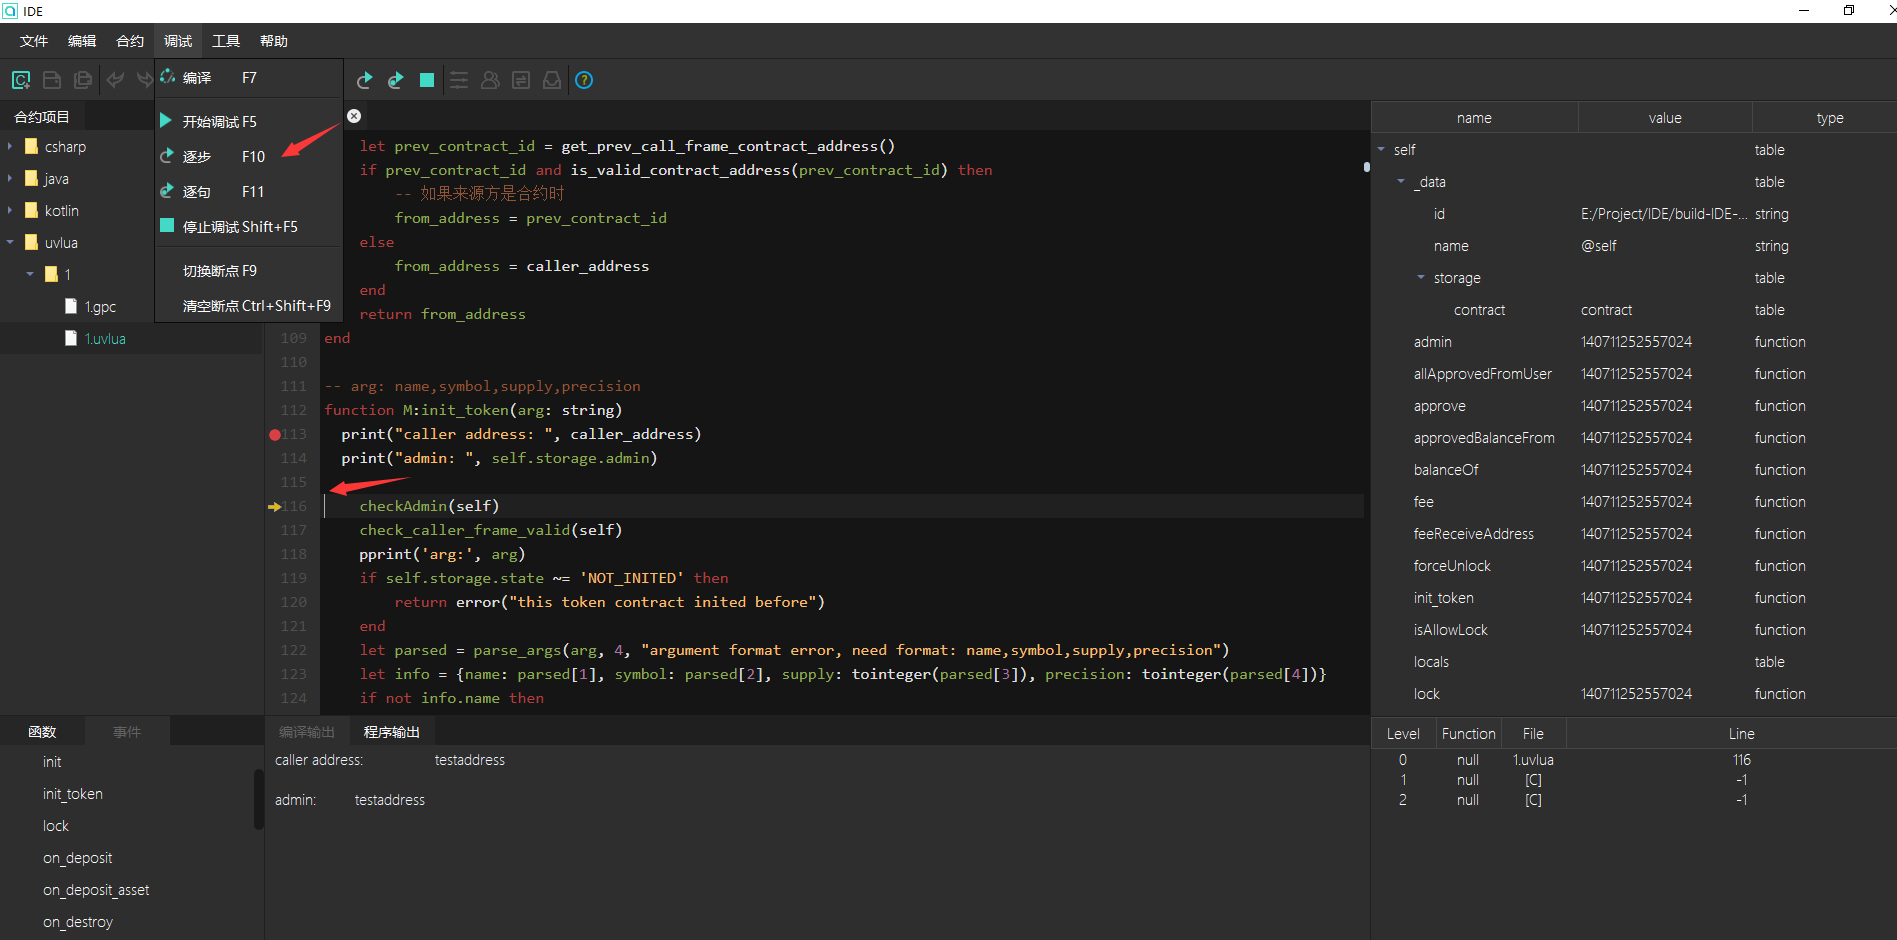 IDE
文件 编辑 合约 调试 工具 帮助
编译 F7
开始调试 F5
逐步 F10
逐句 F11
停止调试 Shift+F5
切换断点 F9
清空断点 Ctrl+Shift+F9
合约项目
csharp
java
kotlin
uvlua
1
1.gpc
1.uvlua
let prev_contract_id = get_prev_call_frame_contract_address()
if prev_contract_id and is_valid_contract_address(prev_contract_id) then
-- 如果来源方是合约时
from_address = prev_contract_id
else
from_address = caller_address
end
return from_address
109 end
110
111 -- arg: name,symbol,supply,precision
112 function M:init_token(arg: string)
113 print("caller address: ", caller_address)
114 print("admin: ", self.storage.admin)
115
116 checkAdmin(self)
117 check_caller_frame_valid(self)
118 pprint('arg:', arg)
119 if self.storage.state ~= 'NOT_INITED' then
120 return error("this token contract inited before")
121 end
122 let parsed = parse_args(arg, 4, "argument format error, need format: name,symbol,supply,precision")
123 let info = {name: parsed[1], symbol: parsed[2], supply: tointeger(parsed[3]), precision: tointeger(parsed[4])}
124 if not info.name then
name value type
self table
_data table
id E:/Project/IDE/build-IDE-... string
name @self string
storage table
contract contract table
admin 140711252557024 function
allApprovedFromUser 140711252557024 function
approve 140711252557024 function
approvedBalanceFrom 140711252557024 function
balanceOf 140711252557024 function
fee 140711252557024 function
feeReceiveAddress 140711252557024 function
forceUnlock 140711252557024 function
init_token 140711252557024 function
isAllowLock 140711252557024 function
locals table
lock 140711252557024 function
函数 事件
init
init_token
lock
on_deposit
on_deposit_asset
on_destroy
编译输出 程序输出
caller address: testaddress
admin: testaddress
Level Function File Line
0 null 1.uvlua 116
1 null [C] -1
2 null [C] -1